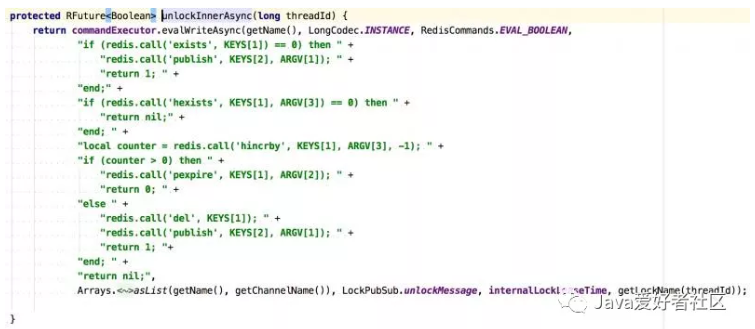 protected RFuture<Boolean> unlockInnerAsync(long threadId) {
return commandExecutor.evalWriteAsync(getName(), LongCodec.INSTANCE, RedisCommands.EVAL_BOOLEAN,
"if (redis.call('exists', KEYS[1]) == 0) then " +
"redis.call('publish', KEYS[2], ARGV[1]); " +
"return 1; " +
"end;" +
"if (redis.call('hexists', KEYS[1], ARGV[3]) == 0) then " +
"return nil;" +
"end; " +
"local counter = redis.call('hincrby', KEYS[1], ARGV[3], -1); " +
"if (counter > 0) then " +
"redis.call('pexpire', KEYS[1], ARGV[2]); " +
"return 0; " +
"else " +
"redis.call('del', KEYS[1]); " +
"redis.call('publish', KEYS[2], ARGV[1]); " +
"return 1; "+
"end; " +
"return nil;",
Arrays.<~>asList(getName(), getChannelName()), LockPubSub.unlockMessage, internalLockLeaseTime, getLockName(threadId));
}
Java爱好者社区